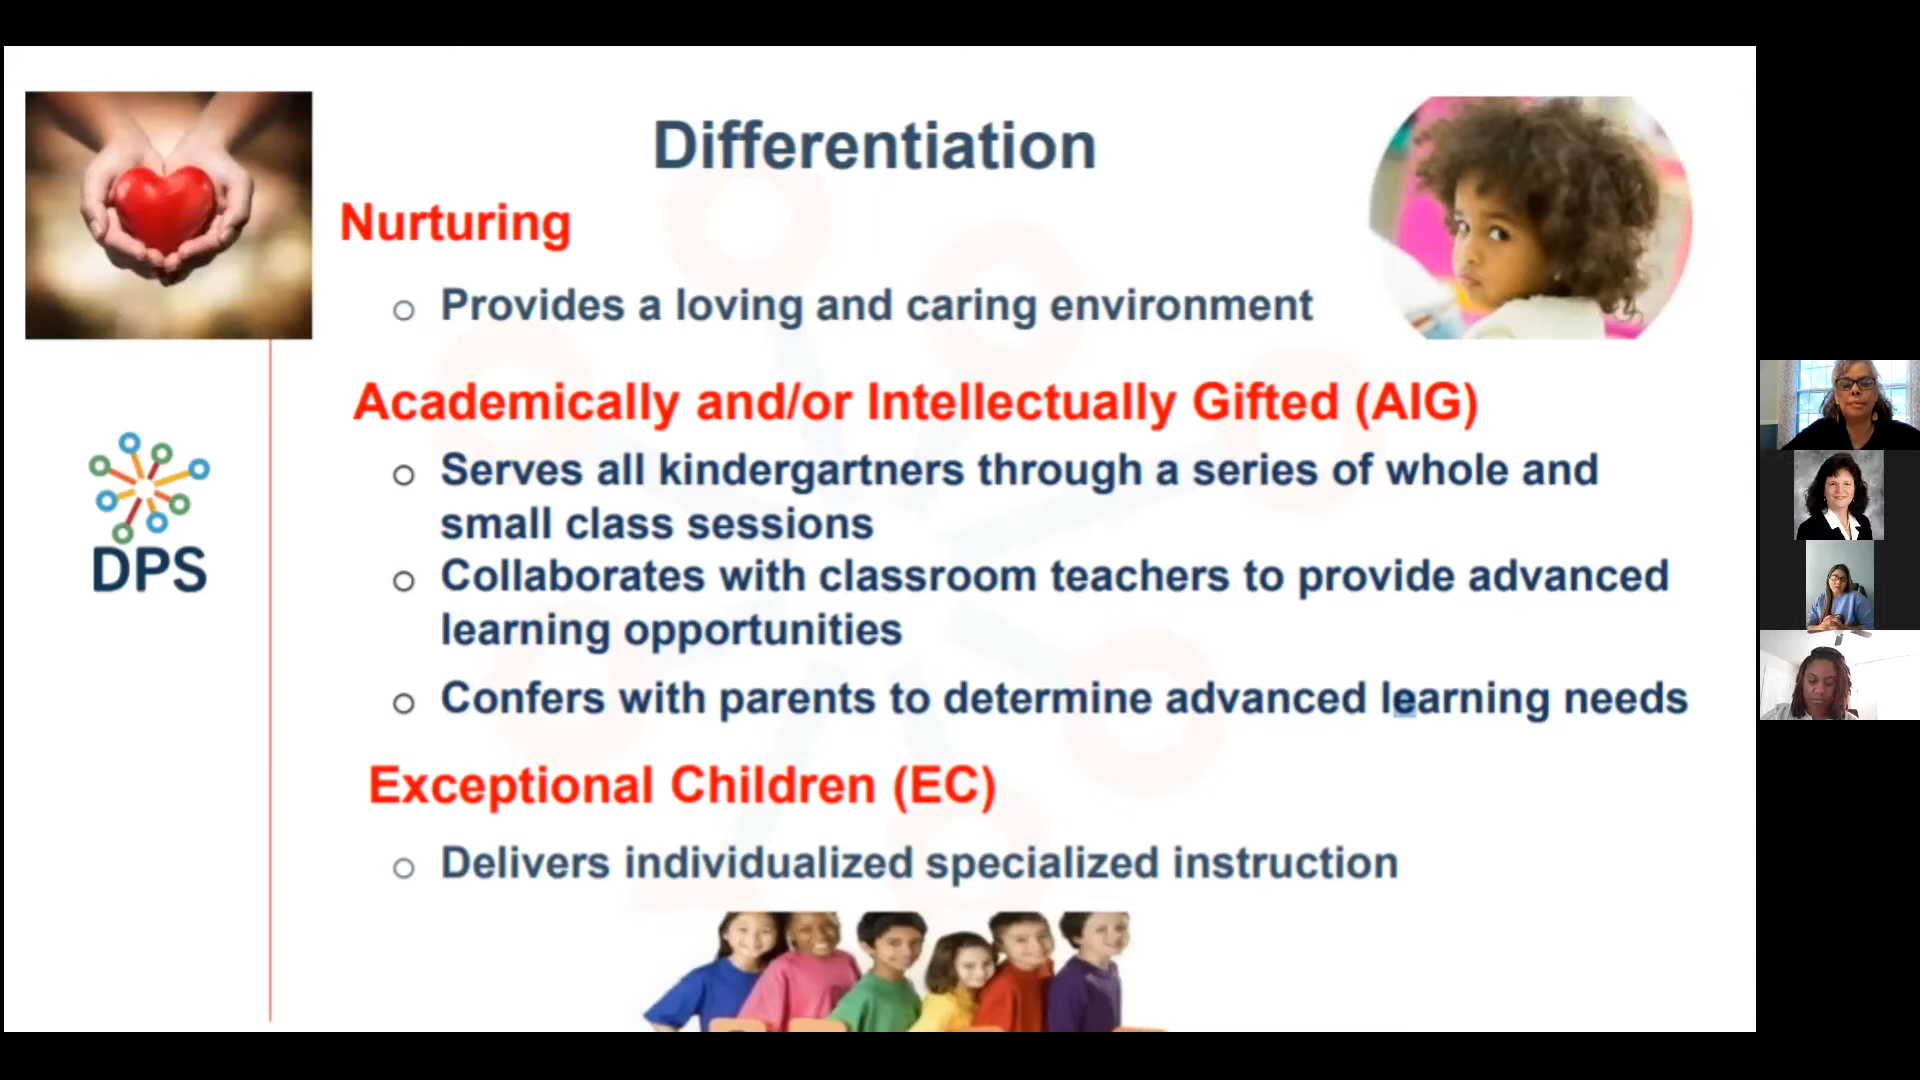 Differentiation
Nurturing
Provides a loving and caring environment
Academically and/or Intellectually Gifted (AIG)
Serves all kindergartners through a series of whole and
small class sessions
Collaborates with classroom teachers to provide advanced
learning opportunities
Confers with parents to determine advanced learning needs
Exceptional Children (EC)
Delivers individualized specialized instruction
DPS